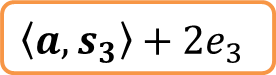 ⟨a, s₃⟩ + 2e₃